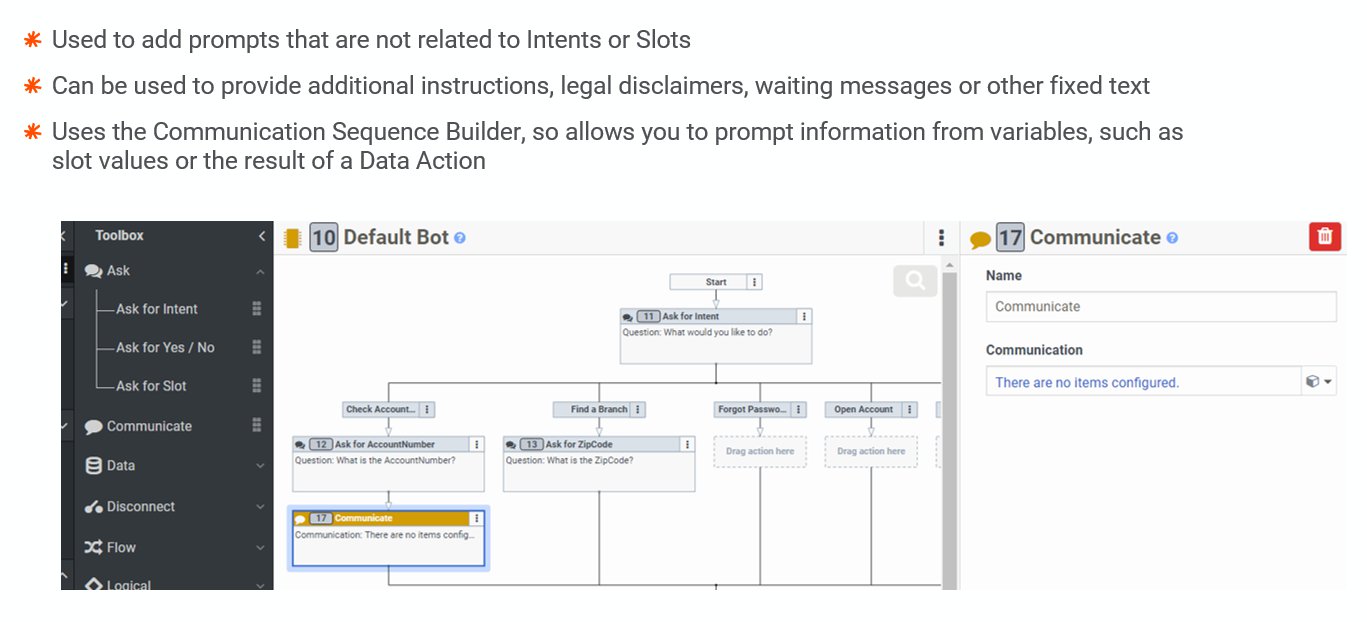 Used to add prompts that are not related to Intents or Slots
Can be used to provide additional instructions, legal disclaimers, waiting messages or other fixed text
Uses the Communication Sequence Builder, so allows you to prompt information from variables, such as
slot values or the result of a Data Action
Toolbox
Ask
Ask for Intent
Ask for Yes / No
Ask for Slot
Communicate
Data
Disconnect
Flow
Logical
10 Default Bot ?
Start
11 Ask for Intent
Question: What would you like to do?
Check Account...
Find a Branch
Forgot Passwo...
Open Account
12 Ask for AccountNumber
Question: What is the AccountNumber?
13 Ask for ZipCode
Question: What is the ZipCode?
Drag action here
Drag action here
17 Communicate
Communication: There are no items config...
17 Communicate ?
Name
Communicate
Communication
There are no items configured.